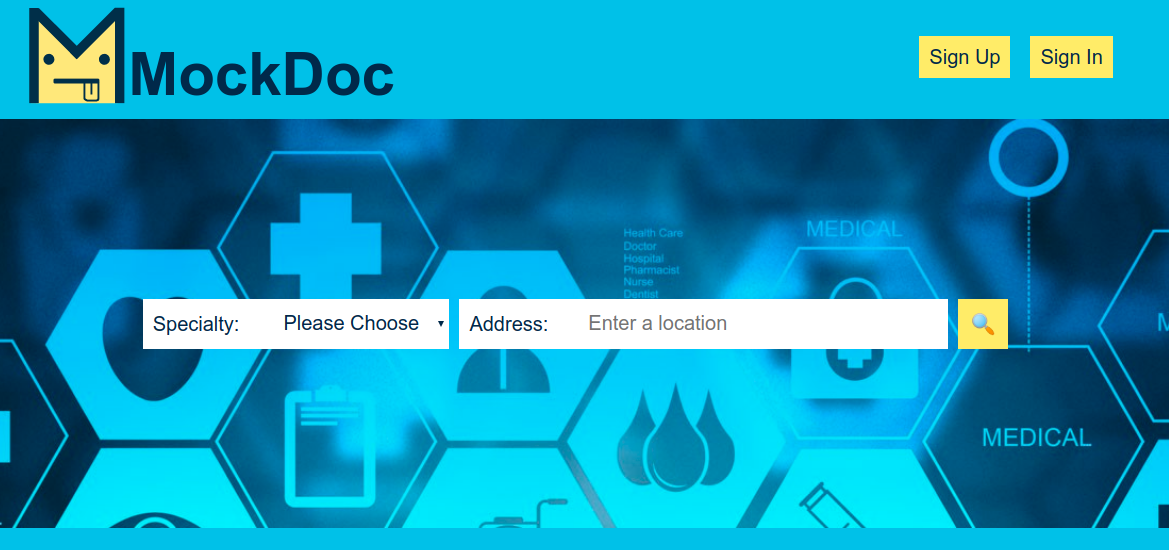 MockDoc
Sign Up
Sign In
MEDICAL
Health Care
Doctor
Hospital
Pharmacist
Nurse
Dentist
Specialty:
Please Choose
Address:
Enter a location
MEDICAL